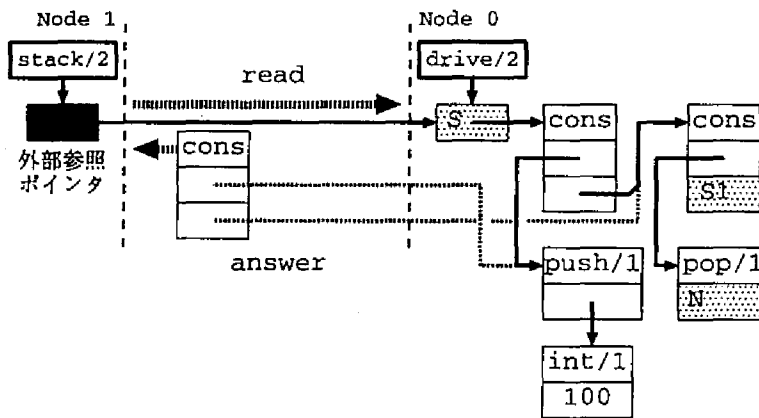 Node 1
Node 0
stack/2
read
drive/2
S
cons
cons
外部参照
ポインタ
cons
S1
answer
push/1
pop/1
N
int/1
100